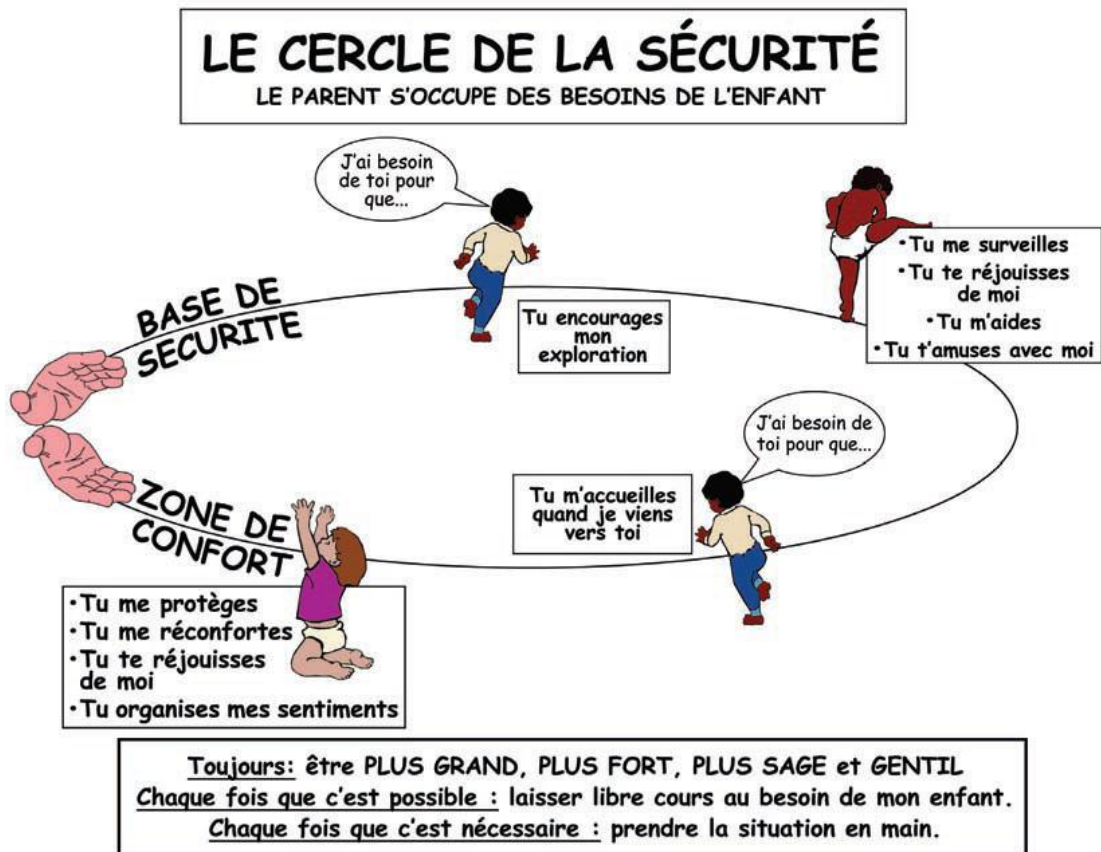 LE CERCLE DE LA SÉCURITÉ
LE PARENT S'OCCUPE DES BESOINS DE L'ENFANT
J'ai besoin
de toi pour
que...
BASE DE
SECURITE
Tu encourages
mon
exploration
• Tu me surveilles
• Tu te réjouisses
de moi
• Tu m'aides
• Tu t'amuses avec moi
J'ai besoin de
toi pour que...
Tu m'accueilles
quand je viens
vers toi
ZONE DE
CONFORT
• Tu me protèges
• Tu me réconfortes
• Tu te réjouisses
de moi
• Tu organises mes sentiments
Toujours: être PLUS GRAND, PLUS FORT, PLUS SAGE et GENTIL
Chaque fois que c'est possible : laisser libre cours au besoin de mon enfant.
Chaque fois que c'est nécessaire : prendre la situation en main.